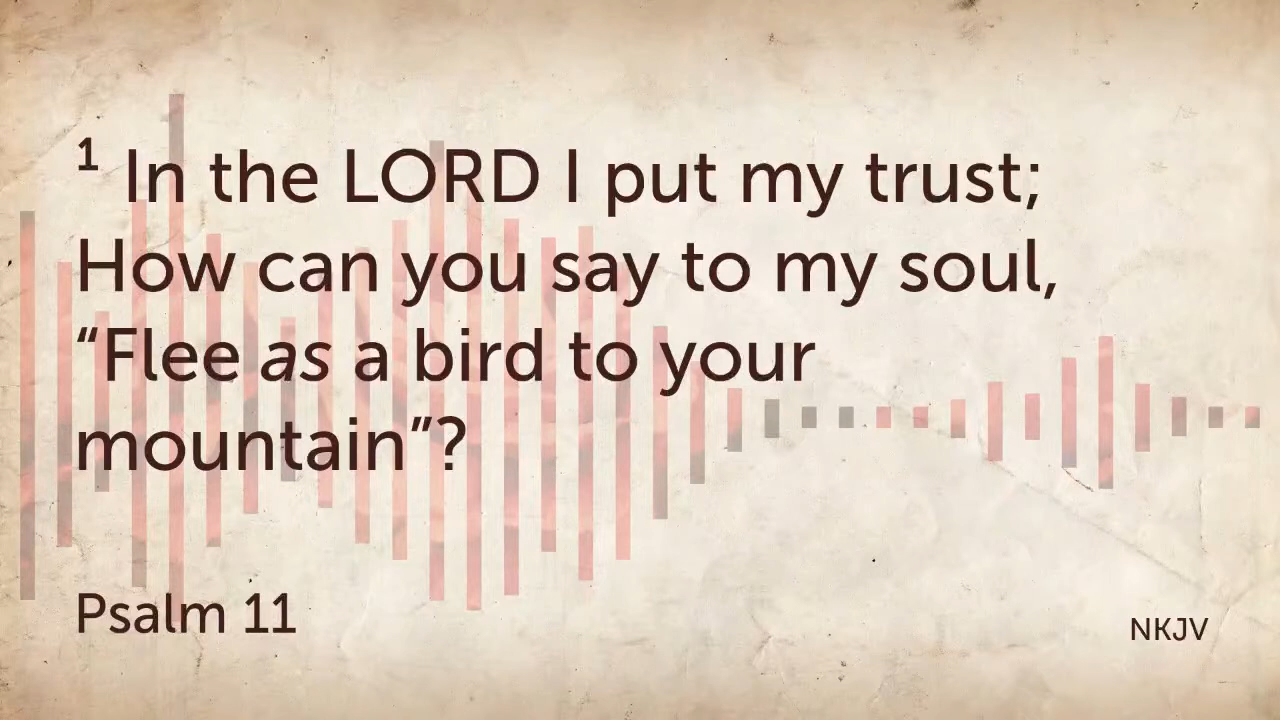 ¹ In the LORD I put my trust;
How can you say to my soul,
“Flee as a bird to your
mountain”?
Psalm 11
NKJV